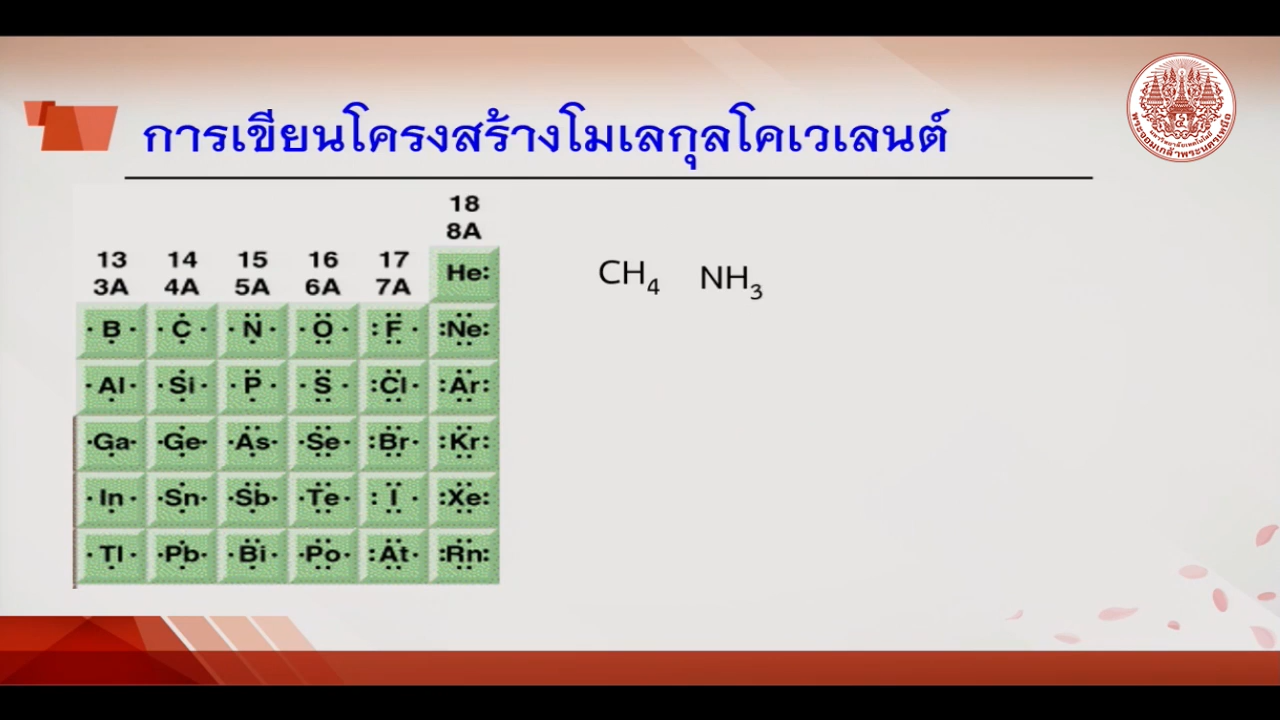 การเขียนโครงสร้างโมเลกุลโคเวเลนต์
18
8A
13 14 15 16 17
3A 4A 5A 6A 7A
He:
· B · · C · · N · · O · : F · :Ne:
· Al · · Si · · P · · S · :Cl · :Ar:
·Ga· ·Ge· ·As· ·Se· :Br· :Kr:
· In · ·Sn· ·Sb· ·Te· : I · :Xe:
· Tl · ·Pb· · Bi · ·Po· :At· :Rn:
CH₄ NH₃